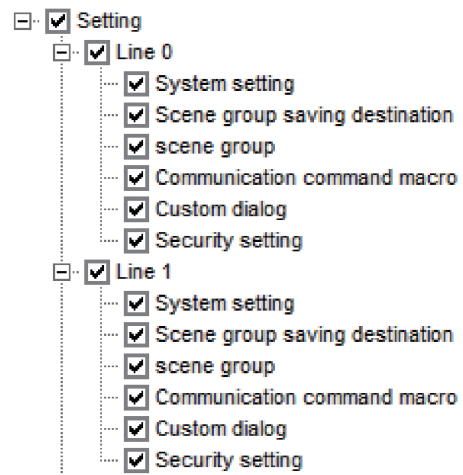 Setting
Line 0
System setting
Scene group saving destination
scene group
Communication command macro
Custom dialog
Security setting
Line 1
System setting
Scene group saving destination
scene group
Communication command macro
Custom dialog
Security setting